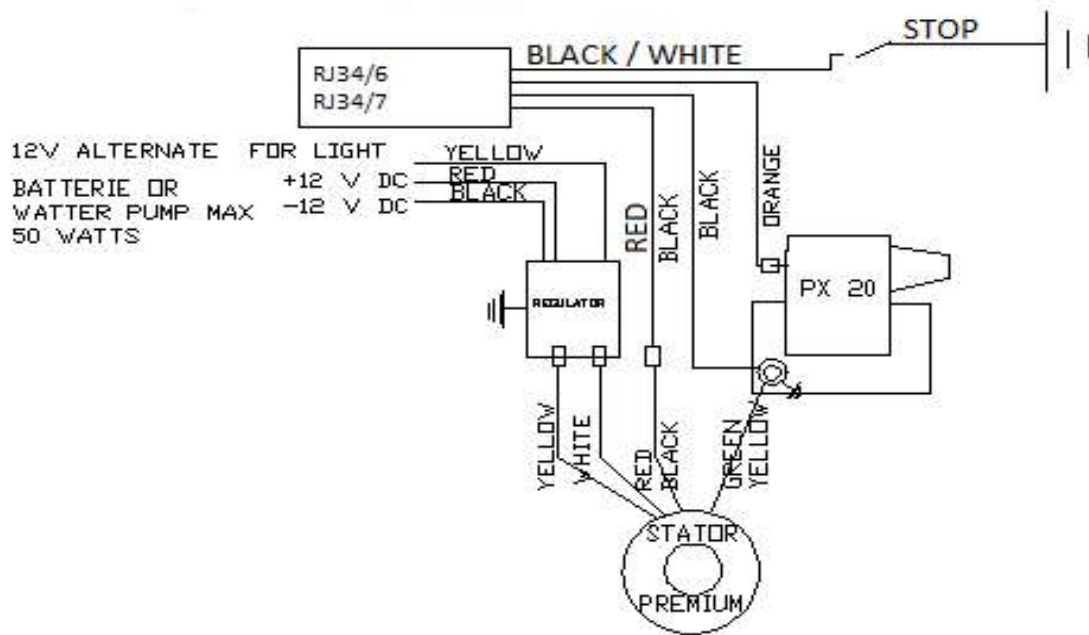 STOP
BLACK / WHITE
RJ34/6
RJ34/7
12V ALTERNATE FOR LIGHT
YELLOW
BATTERIE OR
+12 V DC
RED
WATTER PUMP MAX
-12 V DC
BLACK
50 WATTS
RED
BLACK
BLACK
ORANGE
PX 20
REGULATOR
YELLOW
WHITE
RED
BLACK
GREEN
YELLOW
STATOR
PREMIUM